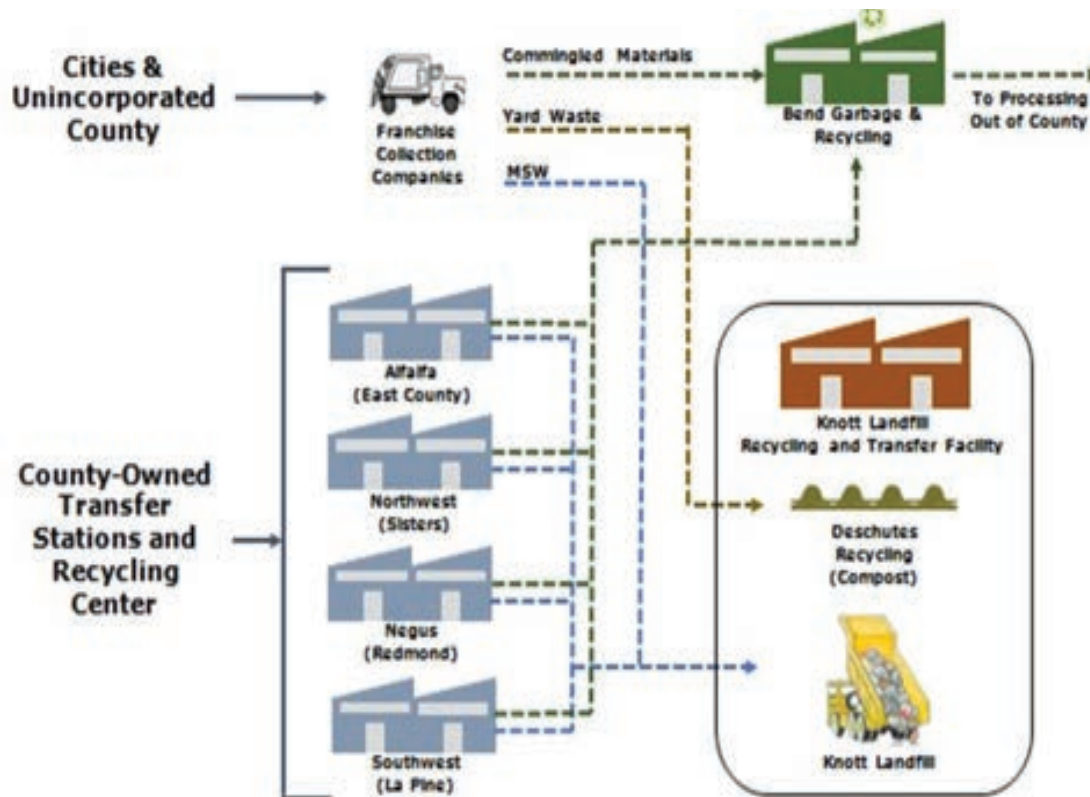 Cities &
Unincorporated
County
Franchise
Collection
Companies
Commingled Materials
Yard Waste
MSW
Bend Garbage &
Recycling
To Processing
Out of County
County-Owned
Transfer
Stations and
Recycling
Center
Alfalfa
(East County)
Northwest
(Sisters)
Negus
(Redmond)
Southwest
(La Pine)
Knott Landfill
Recycling and Transfer Facility
Deschutes
Recycling
(Compost)
Knott Landfill